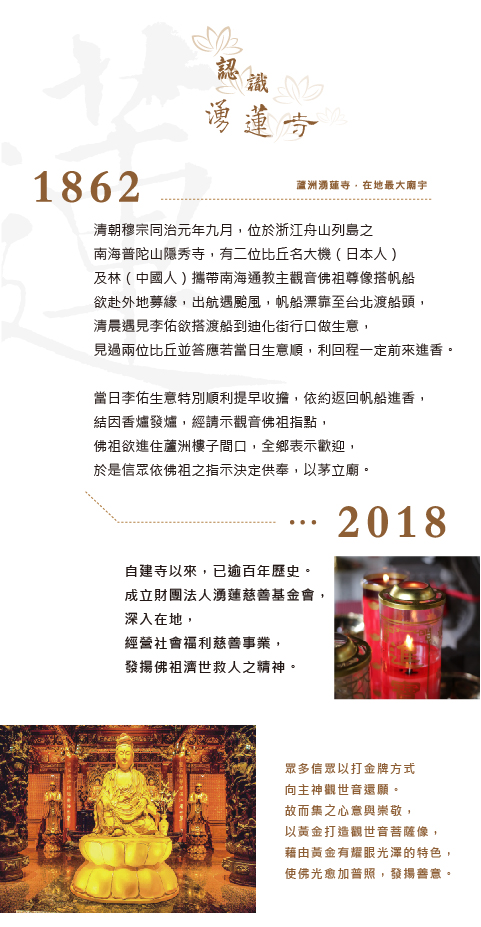 認識
湧蓮寺
蓮
1862
蘆洲湧蓮寺．在地最大廟宇
清朝穆宗同治元年九月，位於浙江舟山列島之
南海普陀山隱秀寺，有二位比丘名大機（日本人）
及林（中國人）攜帶南海通教主觀音佛祖尊像搭帆船
欲赴外地募緣，出航遇颱風，帆船漂靠至台北渡船頭，
清晨遇見李佑欲搭渡船到迪化街行口做生意，
見過兩位比丘並答應若當日生意順，利回程一定前來進香。
當日李佑生意特別順利提早收擔，依約返回帆船進香，
結因香爐發爐，經請示觀音佛祖指點，
佛祖欲進住蘆洲樓子間口，全鄉表示歡迎，
於是信眾依佛祖之指示決定供奉，以茅立廟。
... 2018
自建寺以來，已逾百年歷史。
成立財團法人湧蓮慈善基金會，
深入在地，
經營社會福利慈善事業，
發揚佛祖濟世救人之精神。
眾多信眾以打金牌方式
向主神觀世音還願。
故而集之心意與崇敬，
以黃金打造觀世音菩薩像，
藉由黃金有耀眼光澤的特色，
使佛光愈加普照，發揚善意。